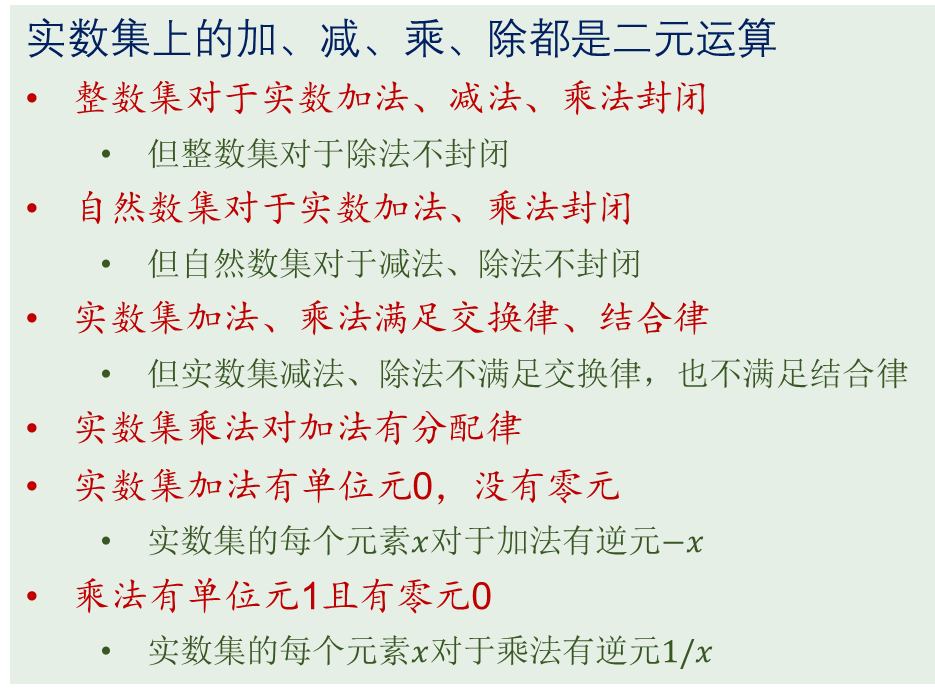 实数集上的加、减、乘、除都是二元运算
• 整数集对于实数加法、减法、乘法封闭
• 但整数集对于除法不封闭
• 自然数集对于实数加法、乘法封闭
• 但自然数集对于减法、除法不封闭
• 实数集加法、乘法满足交换律、结合律
• 但实数集减法、除法不满足交换律，也不满足结合律
• 实数集乘法对加法有分配律
• 实数集加法有单位元0，没有零元
• 实数集的每个元素x对于加法有逆元−x
• 乘法有单位元1且有零元0
• 实数集的每个元素x对于乘法有逆元1/x